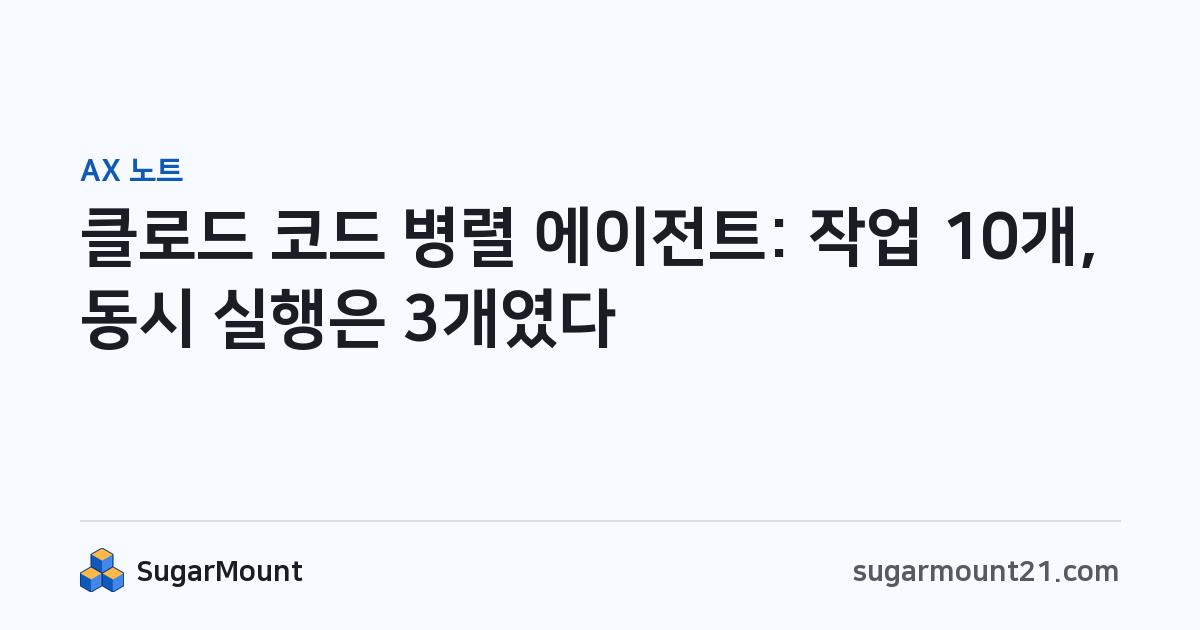 AX 노트
클로드 코드 병렬 에이전트: 작업 10개,
동시 실행은 3개였다
SugarMount
sugarmount21.com